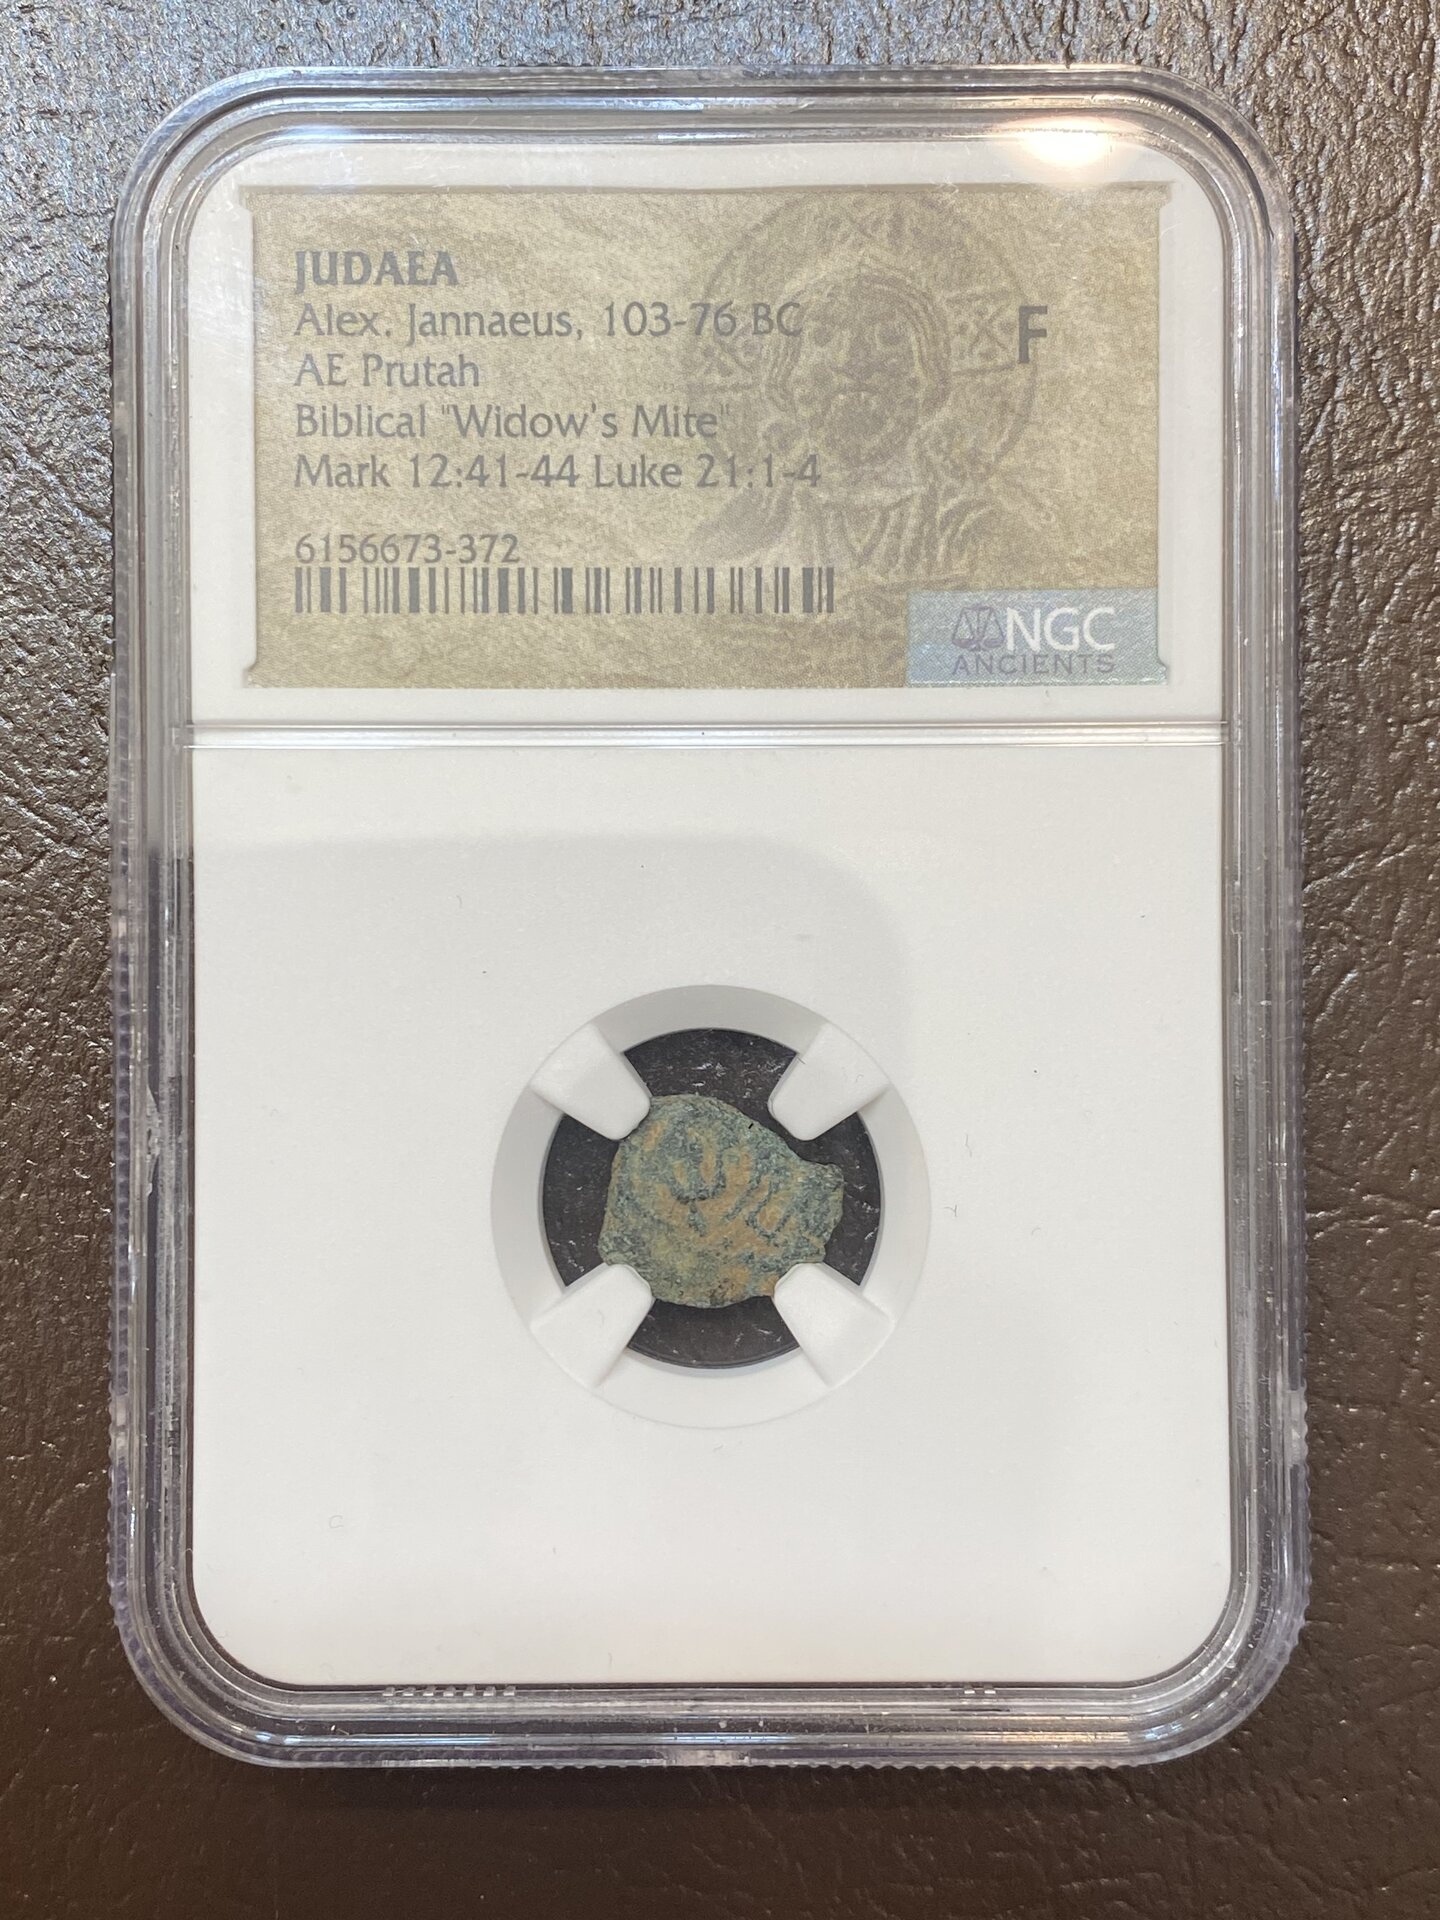 JUDAEA
Alex. Jannaeus, 103-76 BC
F
AE Prutah
Biblical "Widow's Mite"
Mark 12:41-44 Luke 21:1-4
6156673-372
NGC
ANCIENTS